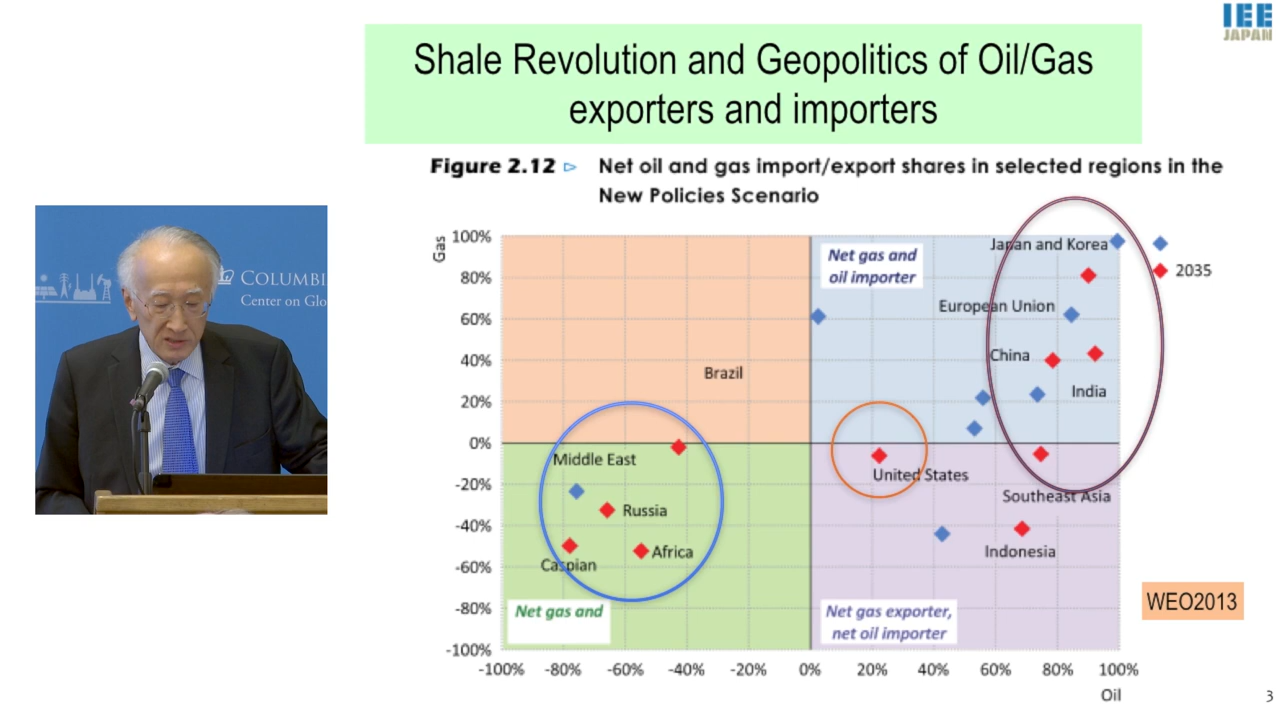 IEE
JAPAN
Shale Revolution and Geopolitics of Oil/Gas
exporters and importers
Figure 2.12 ▷ Net oil and gas import/export shares in selected regions in the
New Policies Scenario
COLUMBI
Center on Glo
Gas
100%
80%
60%
40%
20%
0%
-20%
-40%
-60%
-80%
-100%
Net gas and
oil importer
Japan and Korea
2035
European Union
China
Brazil
India
Middle East
United States
Southeast Asia
Russia
Africa
Indonesia
Caspian
Net gas and
Net gas exporter,
net oil importer
WEO2013
-100% -80% -60% -40% -20% 0% 20% 40% 60% 80% 100%
Oil
3